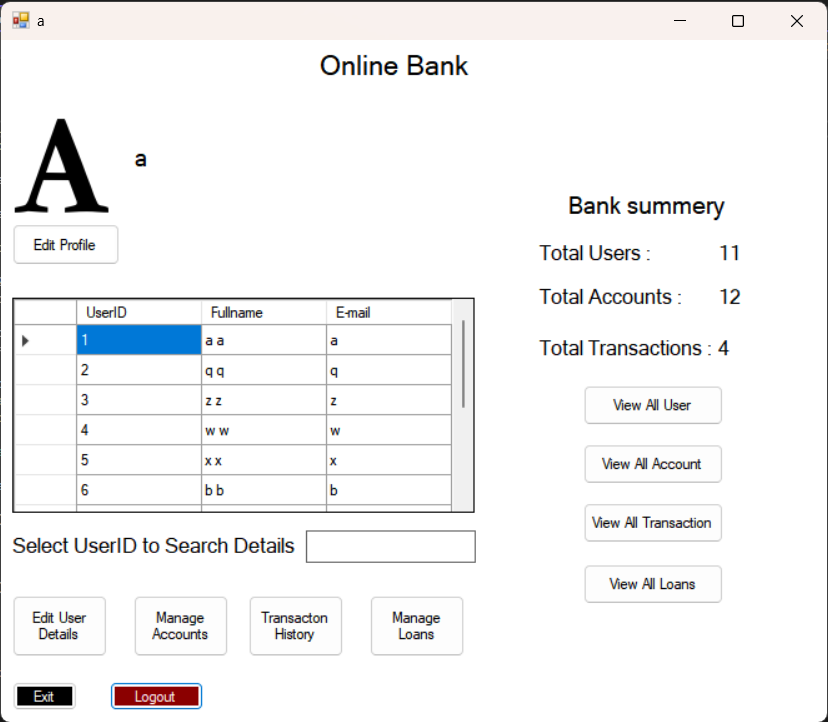 a
Online Bank
A
a
Edit Profile
UserID Fullname E-mail
1 a a a
2 q q q
3 z z z
4 w w w
5 x x x
6 b b b
Select UserID to Search Details
Edit User
Details
Manage
Accounts
Transacton
History
Manage
Loans
Exit
Logout
Bank summery
Total Users : 11
Total Accounts : 12
Total Transactions : 4
View All User
View All Account
View All Transaction
View All Loans